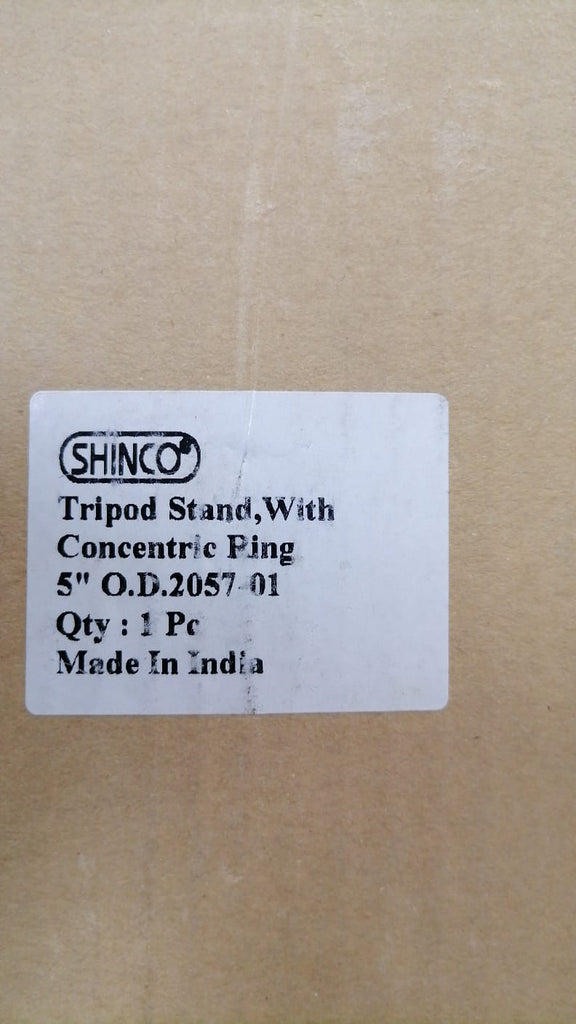 SHINCO
Tripod Stand,With
Concentric Ring
5" O.D.2057-01
Qty : 1 Pc
Made In India